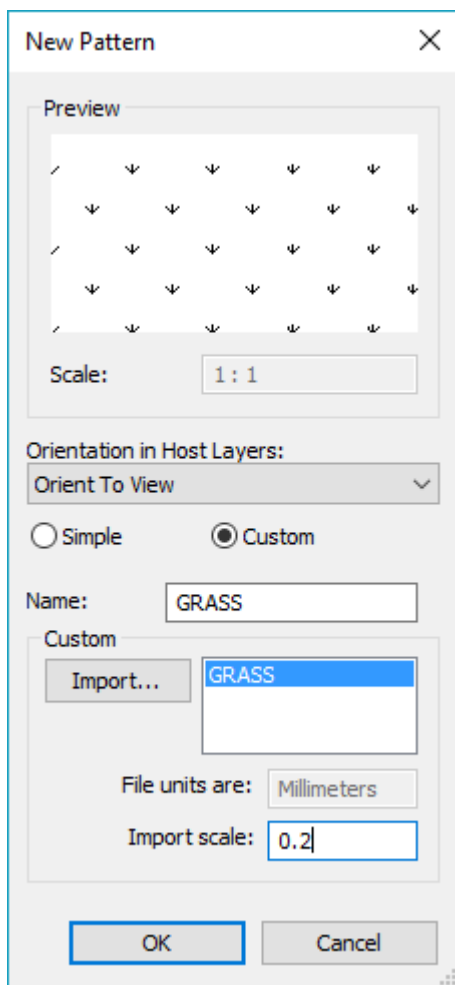 New Pattern
Preview
Scale: 1 : 1
Orientation in Host Layers:
Orient To View
Simple Custom
Name: GRASS
Custom
Import... GRASS
File units are: Millimeters
Import scale: 0.2
OK Cancel